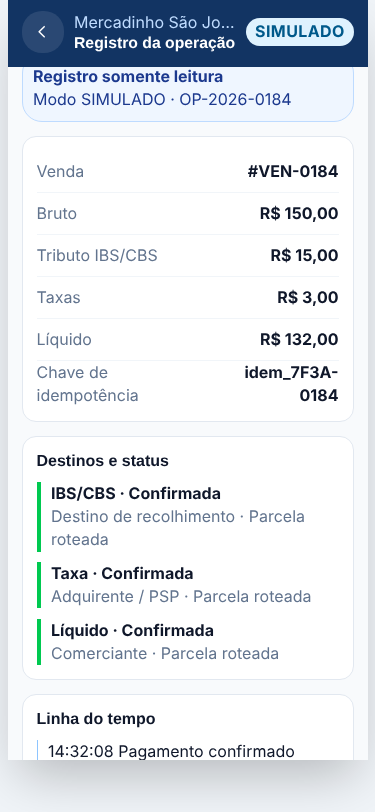 Mercadinho São Jo...
Registro da operação
SIMULADO
Registro somente leitura
Modo SIMULADO · OP-2026-0184
Venda #VEN-0184
Bruto R$ 150,00
Tributo IBS/CBS R$ 15,00
Taxas R$ 3,00
Líquido R$ 132,00
Chave de idem_7F3A-
idempotência 0184
Destinos e status
IBS/CBS · Confirmada
Destino de recolhimento · Parcela
roteada
Taxa · Confirmada
Adquirente / PSP · Parcela roteada
Líquido · Confirmada
Comerciante · Parcela roteada
Linha do tempo
14:32:08 Pagamento confirmado